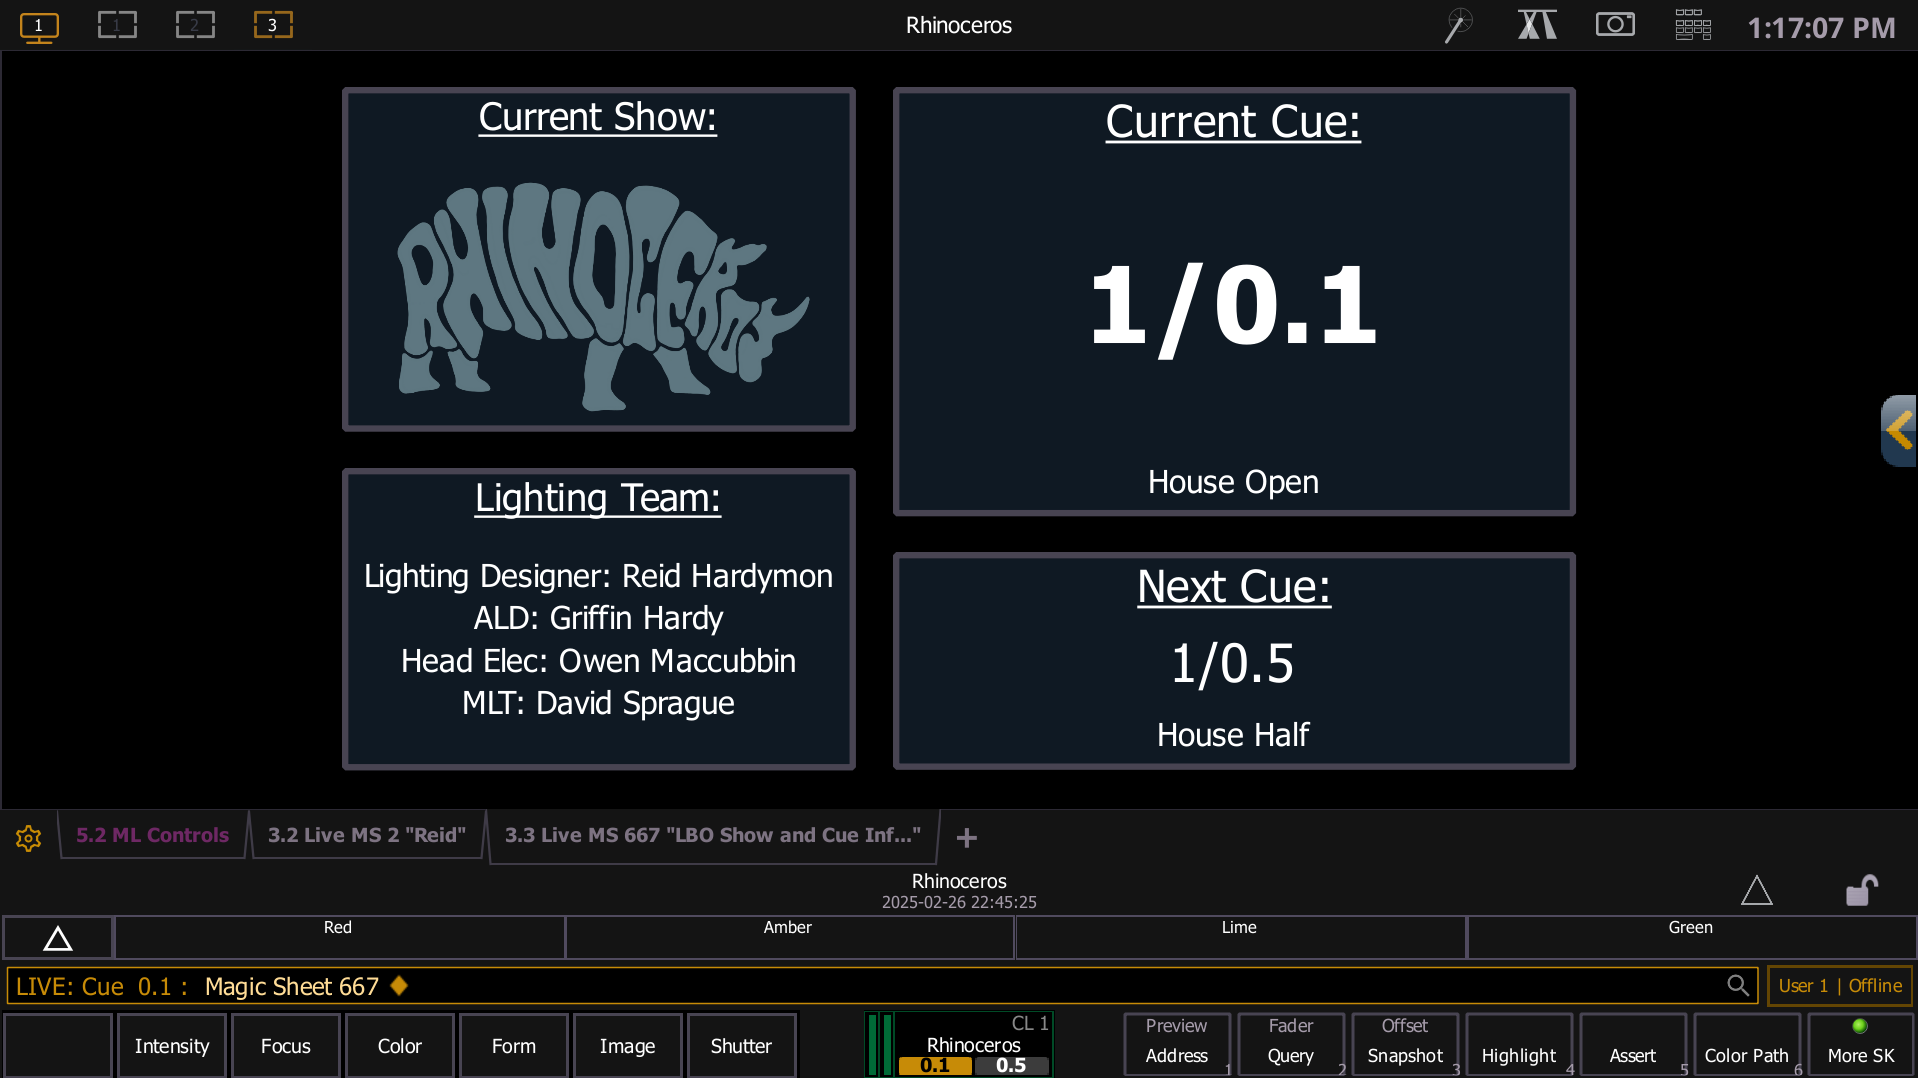 1
1
2
3
Rhinoceros
1:17:07 PM
Current Show:
RHINOCEROS
Current Cue:
1/0.1
House Open
Lighting Team:
Lighting Designer: Reid Hardymon
ALD: Griffin Hardy
Head Elec: Owen Maccubbin
MLT: David Sprague
Next Cue:
1/0.5
House Half
5.2 ML Controls
3.2 Live MS 2 "Reid"
3.3 Live MS 667 "LBO Show and Cue Inf..."
+
Rhinoceros
2025-02-26 22:45:25
Red
Amber
Lime
Green
LIVE: Cue 0.1 : Magic Sheet 667
User 1 | Offline
Intensity
Focus
Color
Form
Image
Shutter
CL 1
Rhinoceros
0.1
0.5
Preview
Address
1
Fader
Query
2
Offset
Snapshot
3
Highlight
4
Assert
5
Color Path
6
More SK